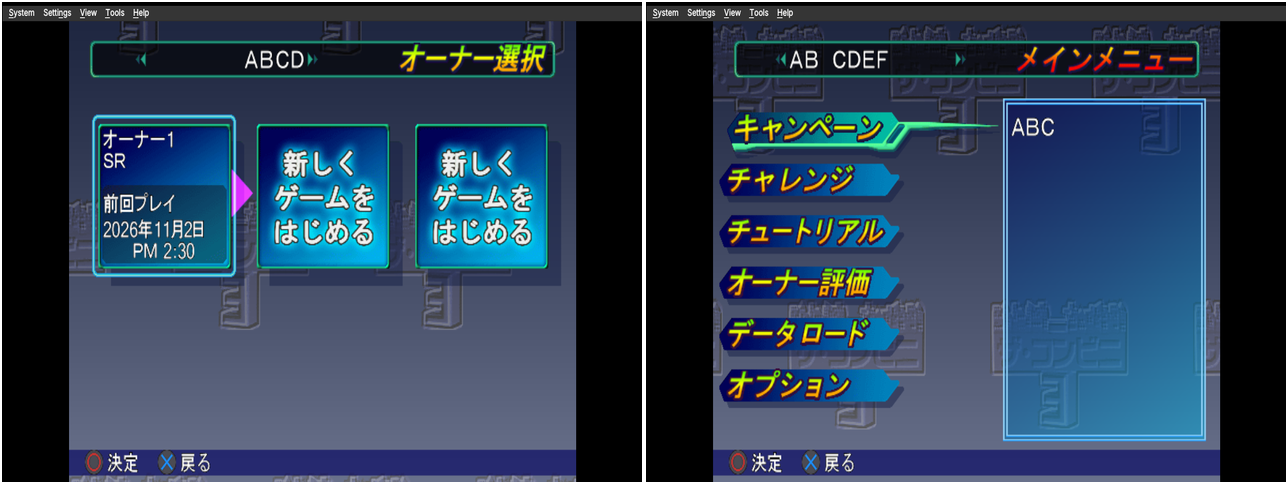 System Settings View Tools Help
ABCD
オーナー選択
オーナー1
SR
前回プレイ
2026年11月2日
PM 2:30
新しく
ゲームを
はじめる
新しく
ゲームを
はじめる
決定 戻る
System Settings View Tools Help
AB CDEF
メインメニュー
キャンペーン
チャレンジ
チュートリアル
オーナー評価
データロード
オプション
ABC
ザ・コンビニ
決定 戻る